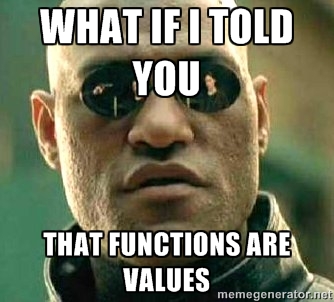 WHAT IF I TOLD
YOU
THAT FUNCTIONS ARE
VALUES
memegenerator.net